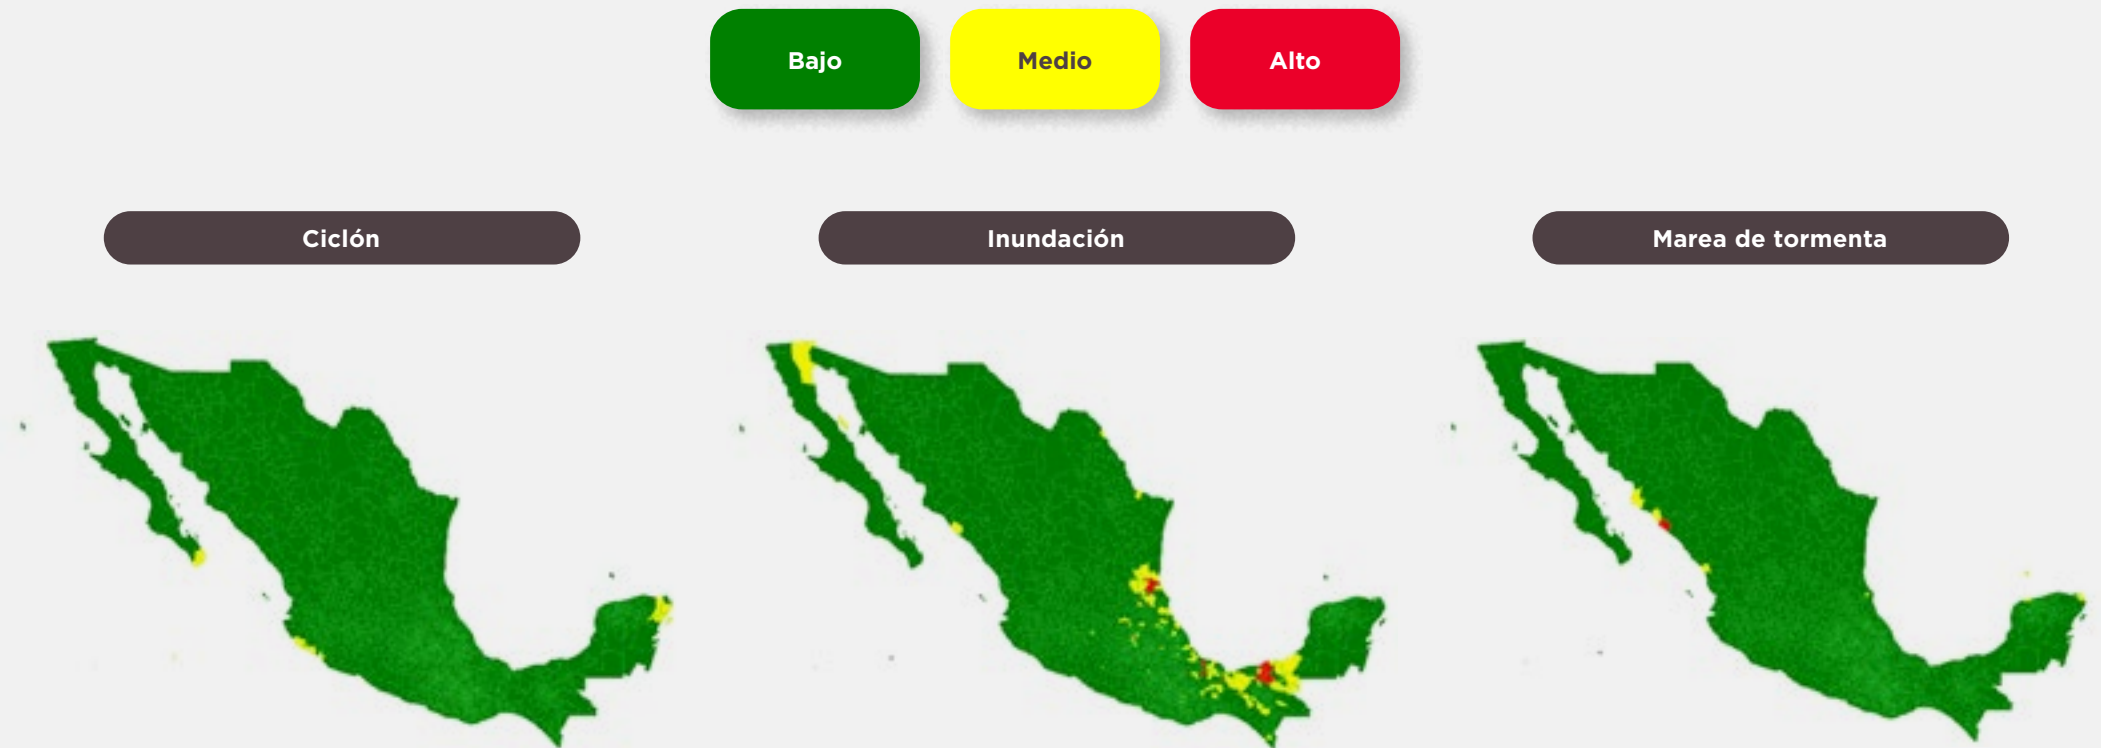 Bajo
Medio
Alto
Ciclón
Inundación
Marea de tormenta